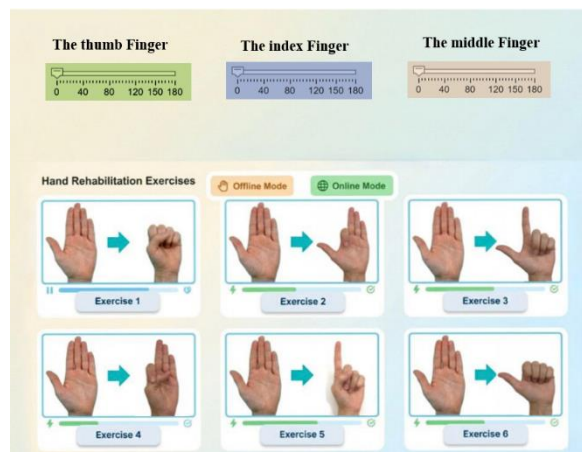 The thumb Finger
The index Finger
The middle Finger
0 40 80 120 150 180
0 40 80 120 150 180
0 40 80 120 150 180
Hand Rehabilitation Exercises
Offline Mode
Online Mode
Exercise 1
Exercise 2
Exercise 3
Exercise 4
Exercise 5
Exercise 6